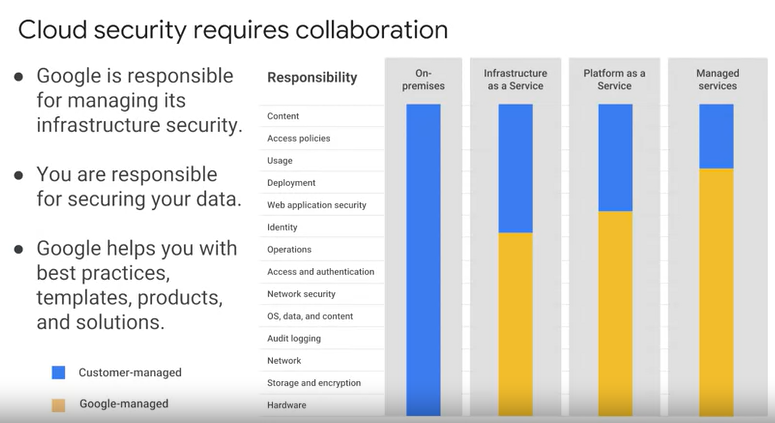 Cloud security requires collaboration
● Google is responsible
for managing its
infrastructure security.
● You are responsible
for securing your data.
● Google helps you with
best practices,
templates, products,
and solutions.
Customer-managed
Google-managed
Responsibility
On-
premises
Infrastructure
as a Service
Platform as a
Service
Managed
services
Content
Access policies
Usage
Deployment
Web application security
Identity
Operations
Access and authentication
Network security
OS, data, and content
Audit logging
Network
Storage and encryption
Hardware